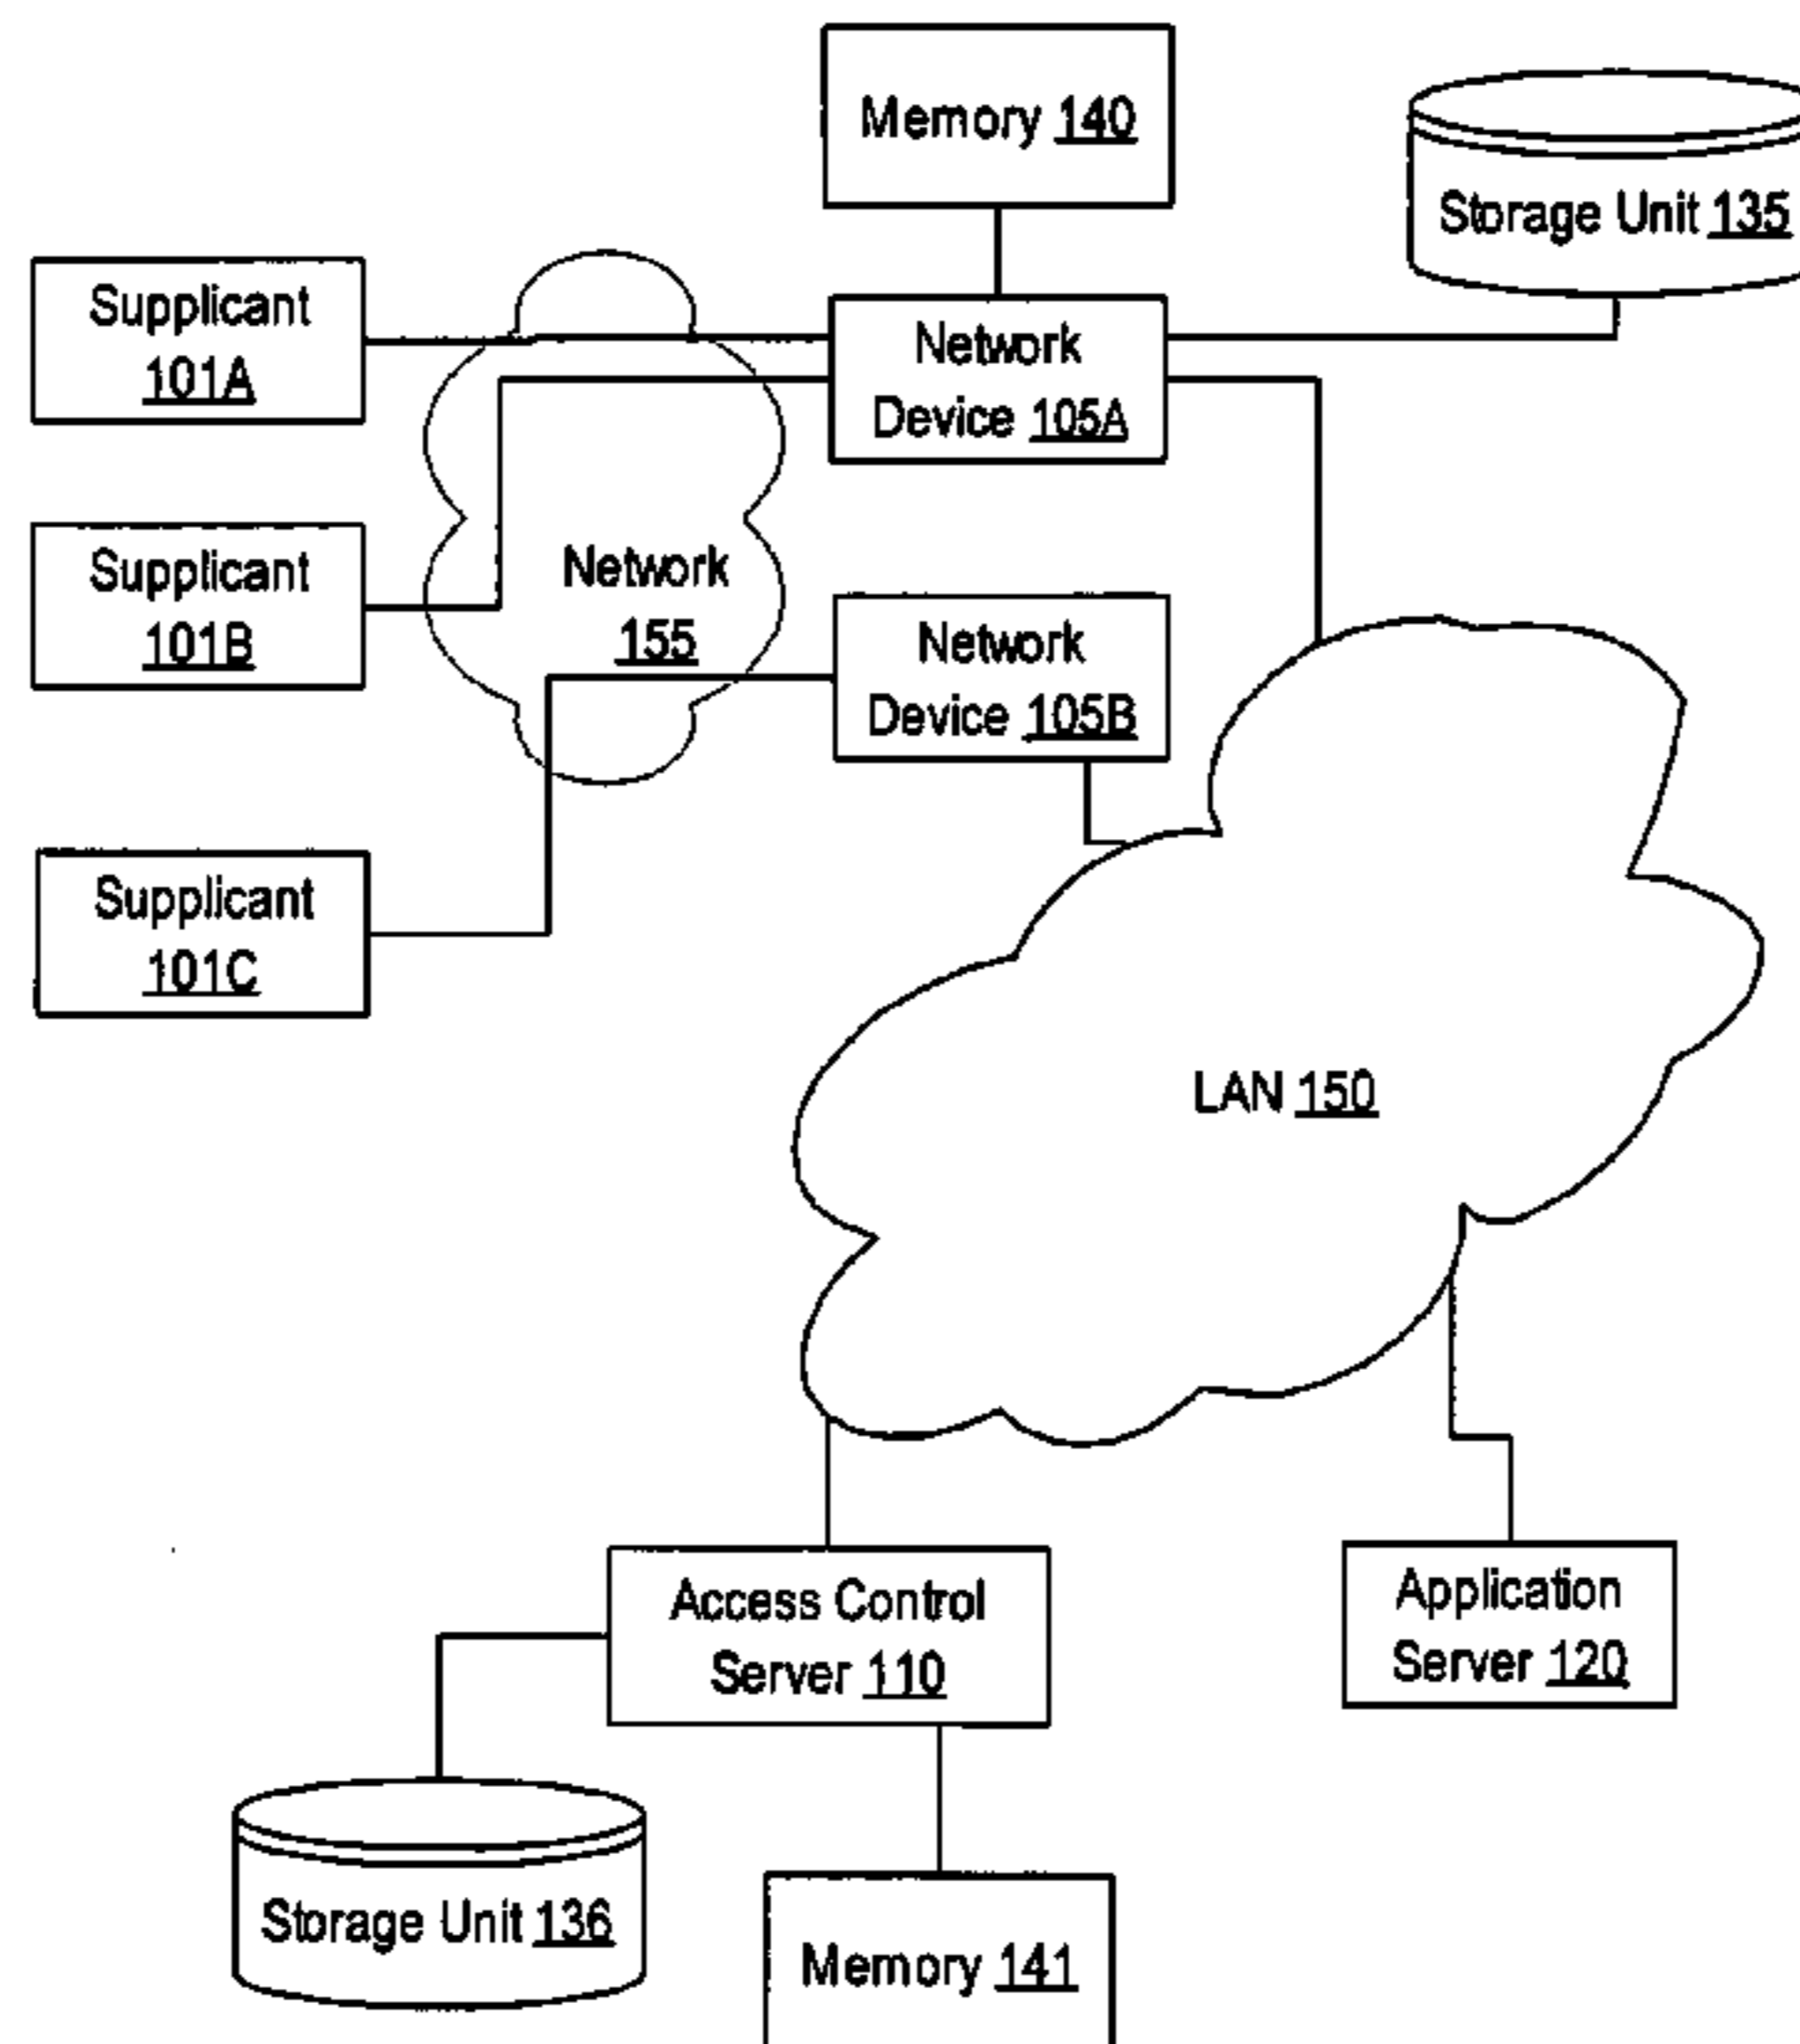 Memory 140
Storage Unit 135
Supplicant
101A
Network
Device 105A
Supplicant
101B
Network
155
Network
Device 105B
Supplicant
101C
LAN 150
Access Control
Server 110
Application
Server 120
Storage Unit 136
Memory 141